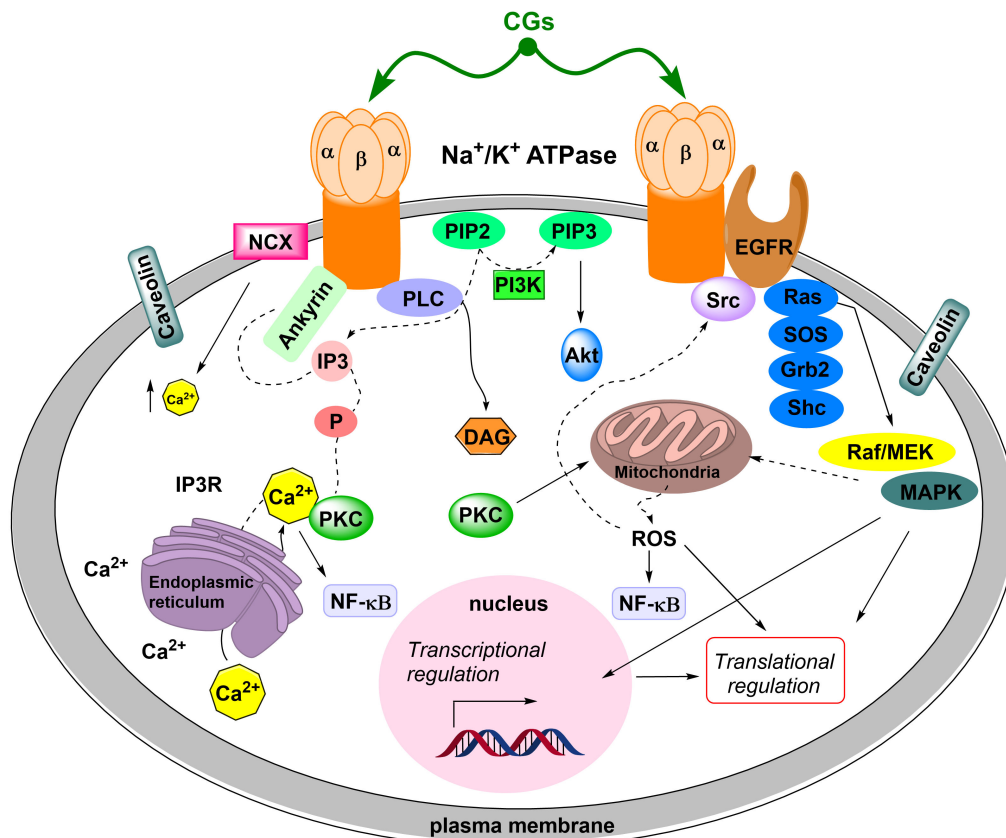 CGs
α
β
α
Na⁺/K⁺ ATPase
α
β
α
NCX
PIP2
PIP3
EGFR
Caveolin
Ankyrin
PLC
PI3K
Src
Ras
SOS
Grb2
Shc
Caveolin
IP3
Akt
Ca²⁺
P
DAG
Mitochondria
Raf/MEK
MAPK
IP3R
Ca²⁺
PKC
PKC
ROS
Ca²⁺
Endoplasmic
reticulum
NF-κB
NF-κB
nucleus
Transcriptional
regulation
Translational
regulation
Ca²⁺
Ca²⁺
plasma membrane